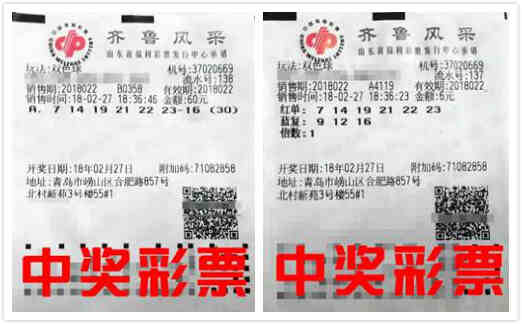 齐鲁风采
山东省福利彩票发行中心承销
玩法:双色球 机号:37020669
流水号:138
销售期:2018022 B0358 有效期:2018022
销售时间:18-02-27 18:36:46 金额:60元
A. 7 14 19 21 22 23-16 (30)
开奖日期:18年02月27日 附加码:71082858
地址:青岛市崂山区合肥路857号
北村新苑3号楼55#1
中奖彩票
齐鲁风采
山东省福利彩票发行中心承销
玩法:双色球 机号:37020669
流水号:137
销售期:2018022 A4119 有效期:2018022
销售时间:18-02-27 18:36:23 金额:6元
红单: 7 14 19 21 22 23
蓝复: 9 12 16
倍数:1
开奖日期:18年02月27日 附加码:71082858
地址:青岛市崂山区合肥路857号
北村新苑3号楼55#1
中奖彩票